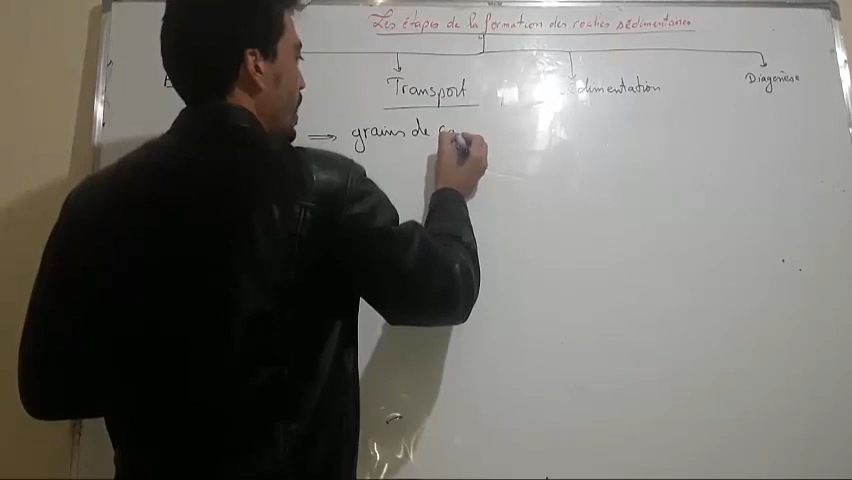 Les étapes de la formation des roches sédimentaires
Transport
Sédimentation
Diagenèse
⇒ grains de